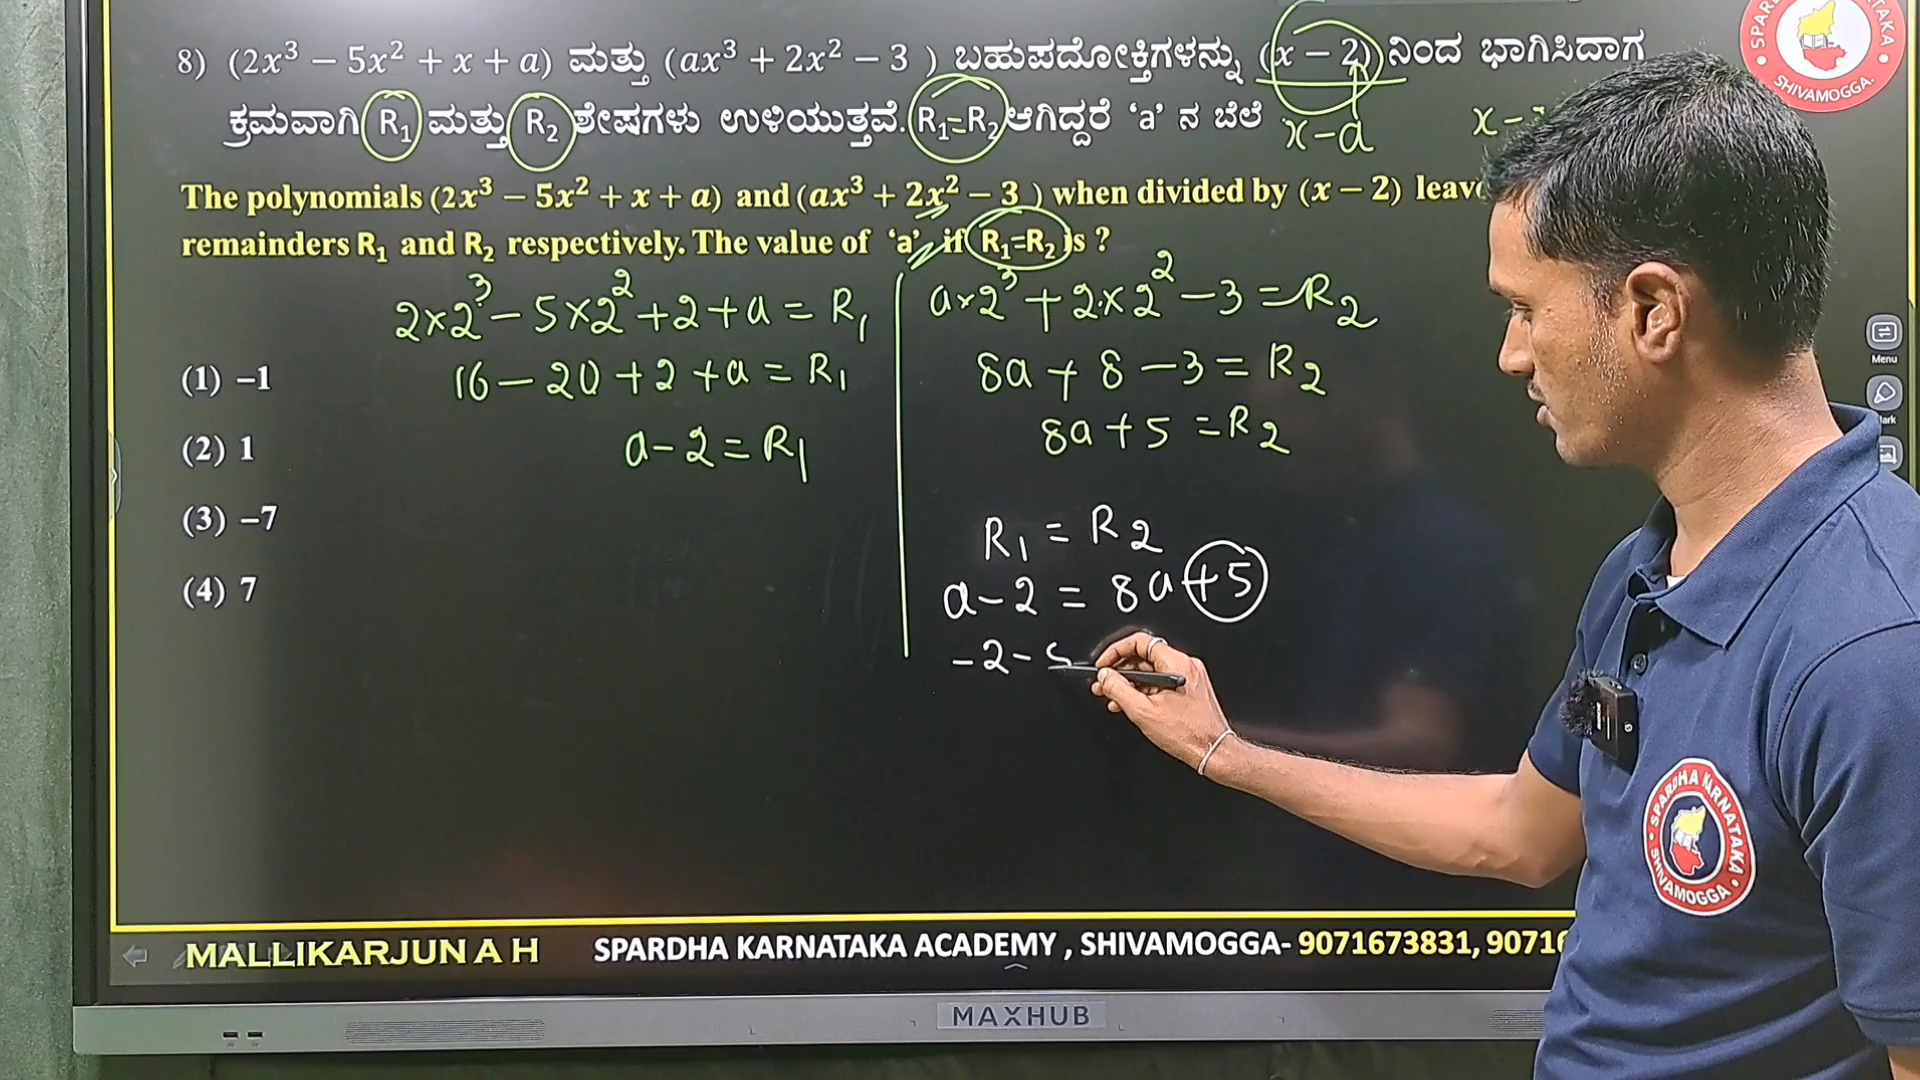 8) (2x³ − 5x² + x + a) ಮತ್ತು (ax³ + 2x² − 3 ) ಬಹುಪದೋಕ್ತಿಗಳನ್ನು (x − 2) ನಿಂದ ಭಾಗಿಸಿದಾಗ
ಕ್ರಮವಾಗಿ R₁ ಮತ್ತು R₂ ಶೇಷಗಳು ಉಳಿಯುತ್ತವೆ. R₁=R₂ ಆಗಿದ್ದರೆ ‘a’ ನ ಬೆಲೆ
x − a
The polynomials (2x³ − 5x² + x + a) and (ax³ + 2x² − 3 ) when divided by (x − 2) leave
remainders R₁ and R₂ respectively. The value of ‘a’, if R₁=R₂ is ?
2×2³ − 5×2² + 2 + a = R₁
16 − 20 + 2 + a = R₁
a − 2 = R₁
a×2³ + 2×2² − 3 = R₂
8a + 8 − 3 = R₂
8a + 5 = R₂
R₁ = R₂
a − 2 = 8a + 5
−2 − 5
(1) −1
(2) 1
(3) −7
(4) 7
MALLIKARJUN A H
SPARDHA KARNATAKA ACADEMY , SHIVAMOGGA- 9071673831,
MAXHUB
Menu
SHIVAMOGGA.
SPARDHA KARNATAKA
SHIVAMOGGA